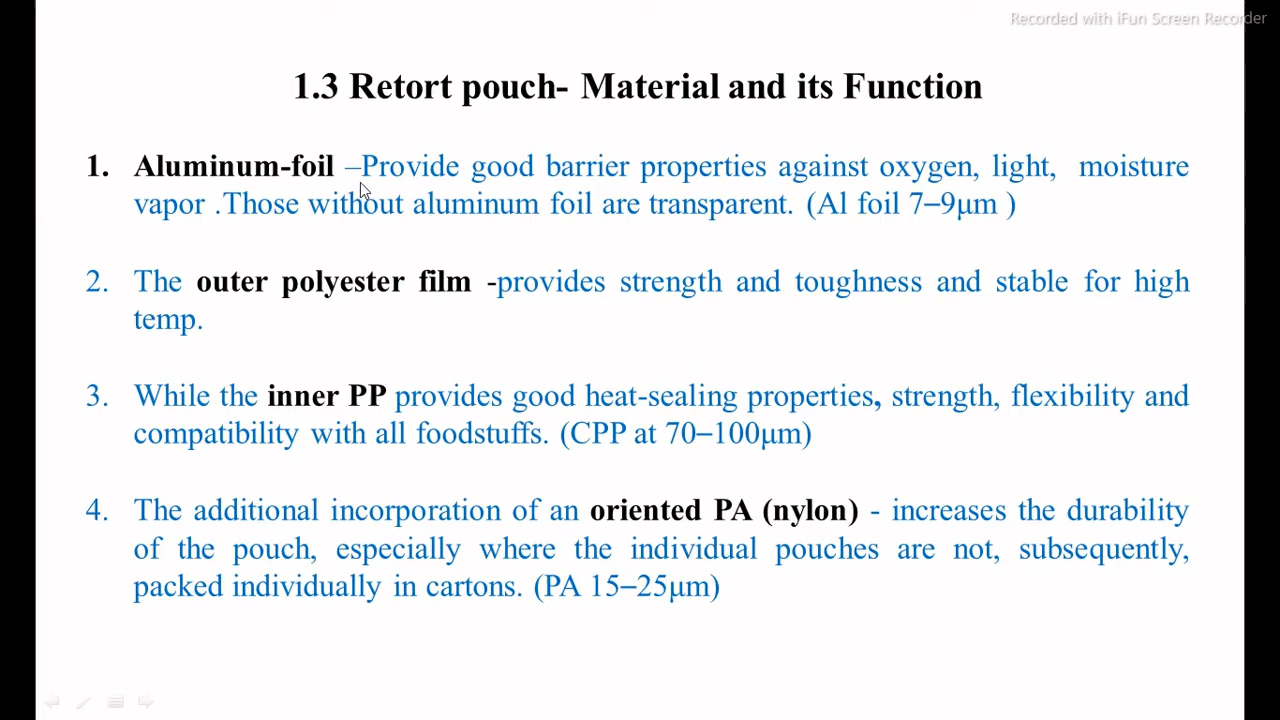 Recorded with iFun Screen Recorder
1.3 Retort pouch- Material and its Function
1. Aluminum-foil –Provide good barrier properties against oxygen, light, moisture
vapor .Those without aluminum foil are transparent. (Al foil 7–9μm )
2. The outer polyester film -provides strength and toughness and stable for high
temp.
3. While the inner PP provides good heat-sealing properties, strength, flexibility and
compatibility with all foodstuffs. (CPP at 70–100μm)
4. The additional incorporation of an oriented PA (nylon) - increases the durability
of the pouch, especially where the individual pouches are not, subsequently,
packed individually in cartons. (PA 15–25μm)